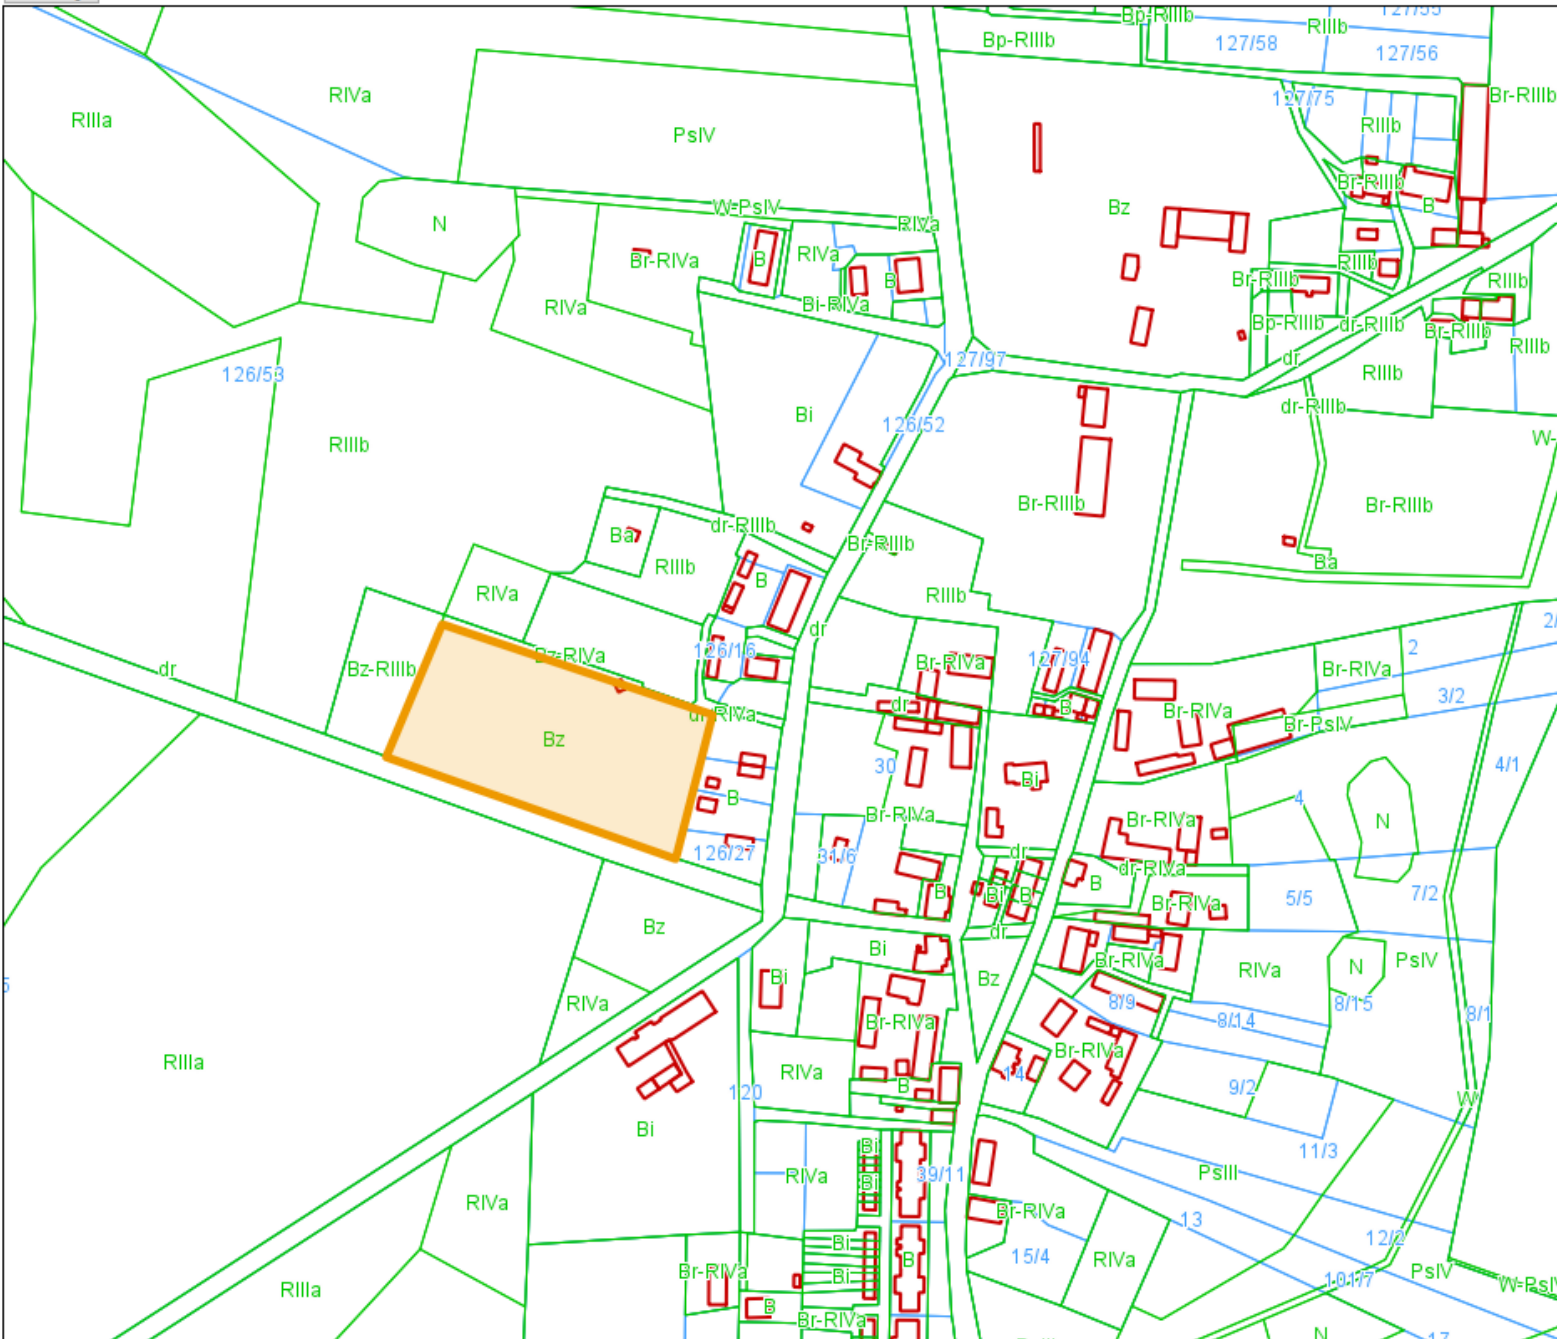 127/55
Bp-RIIIb
RIIIb
Bp-RIIIb
127/58
127/56
RIVa
127/75
Br-RIIIb
RIIIa
RIIIb
PsIV
Br-RIIIb
W-PsIV
Bz
B
N
RIVa
RIVa
B
Br-RIVa
RIIIb
B
Br-RIIIb
RIIIb
Bi-RIVa
RIVa
Bp-RIIIb
dr-RIIIb
Br-RIIIb
RIIIb
127/97
dr
126/53
RIIIb
dr-RIIIb
Bi
126/52
RIIIb
W-
Br-RIIIb
Br-RIIIb
dr-RIIIb
Ba
Br-RIIIb
RIIIb
Ba
B
RIVa
RIIIb
2/
dr
2
126/16
Bz-RIVa
127/94
Br-RIVa
Bz-RIIIb
dr
Br-RIVa
3/2
dr
B
dr-RIVa
Br-RIVa
Br-PsIV
Bz
30
4/1
Bi
B
4
Br-RIVa
Br-RIVa
N
126/27
31/6
dr
dr-RIVa
B
B
Bi
B
5/5
7/2
Br-RIVa
Bz
dr
Bi
Br-RIVa
PsIV
RIVa
N
Bi
Bz
5
RIVa
8/9
8/15
8/14
8/1
Br-RIVa
Br-RIVa
RIIIa
RIVa
14
B
9/2
120
W
Bi
Bi
11/3
RIVa
39/11
PsIII
Bi
RIVa
Br-RIVa
13
12/2
Bi
15/4
RIVa
B
Br-RIVa
PsIV
Bi
101/7
W-PsIV
RIIIa
B
Br-RIVa
N
17